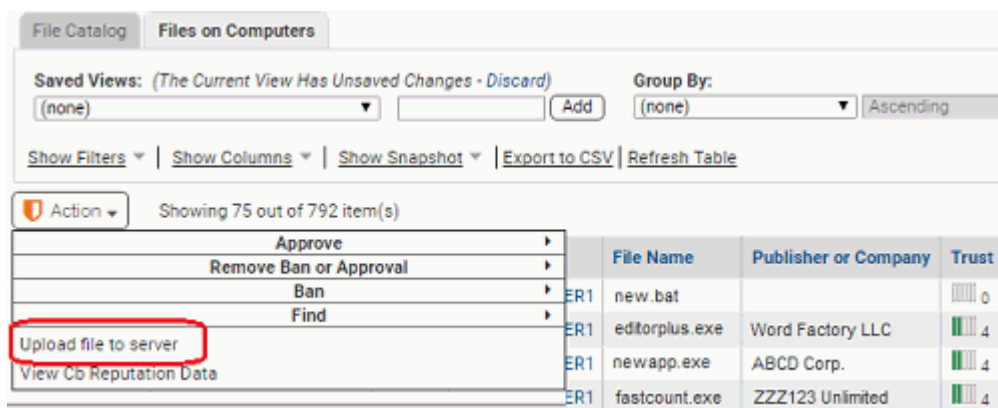 File Catalog Files on Computers
Saved Views: (The Current View Has Unsaved Changes - Discard) Group By:
(none) Add (none) Ascending
Show Filters | Show Columns | Show Snapshot | Export to CSV | Refresh Table
Action Showing 75 out of 792 item(s)
Approve
Remove Ban or Approval File Name Publisher or Company Trust
Ban ER1 new.bat 0
Find
Upload file to server ER1 editorplus.exe Word Factory LLC 4
View Cb Reputation Data ER1 newapp.exe ABCD Corp. 4
ER1 fastcount.exe ZZZ123 Unlimited 4